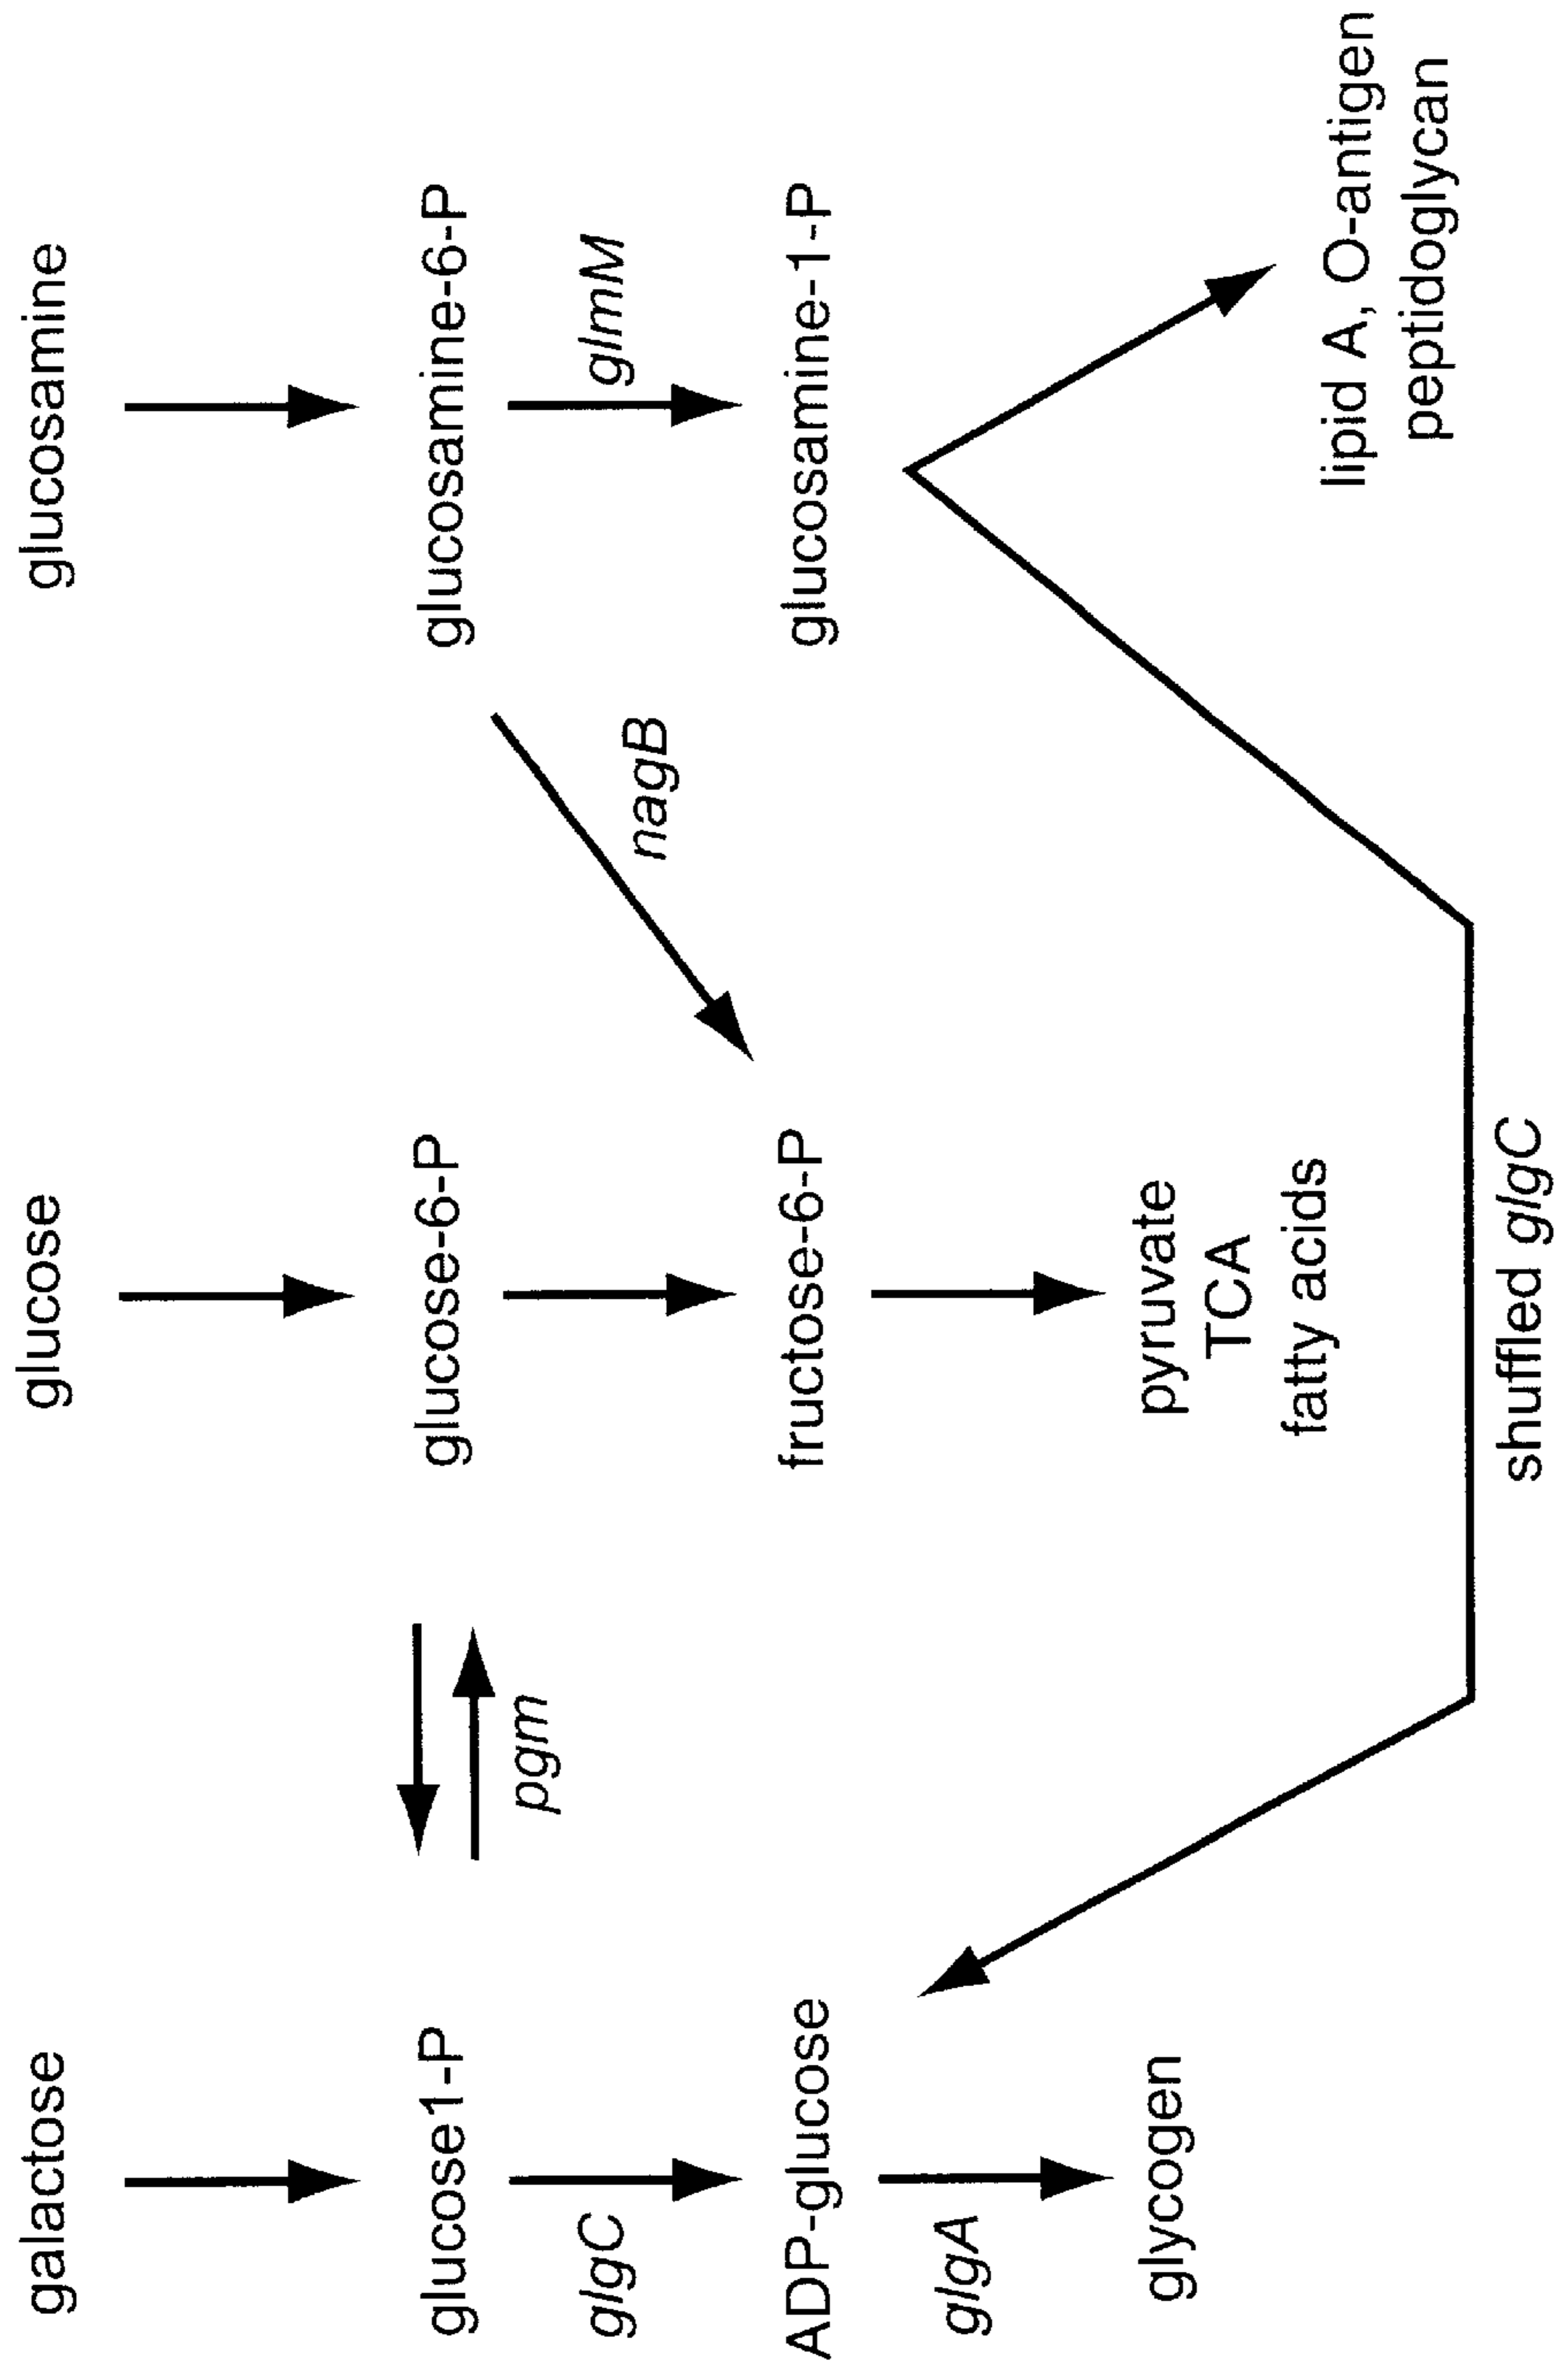 galactose
glucose
glucosamine
glucose1-P
pgm
glucose-6-P
glucosamine-6-P
glgC
nagB
glmM
ADP-glucose
fructose-6-P
glucosamine-1-P
glgA
glycogen
pyruvate
TCA
fatty acids
lipid A, O-antigen
peptidoglycan
shuffled glgC